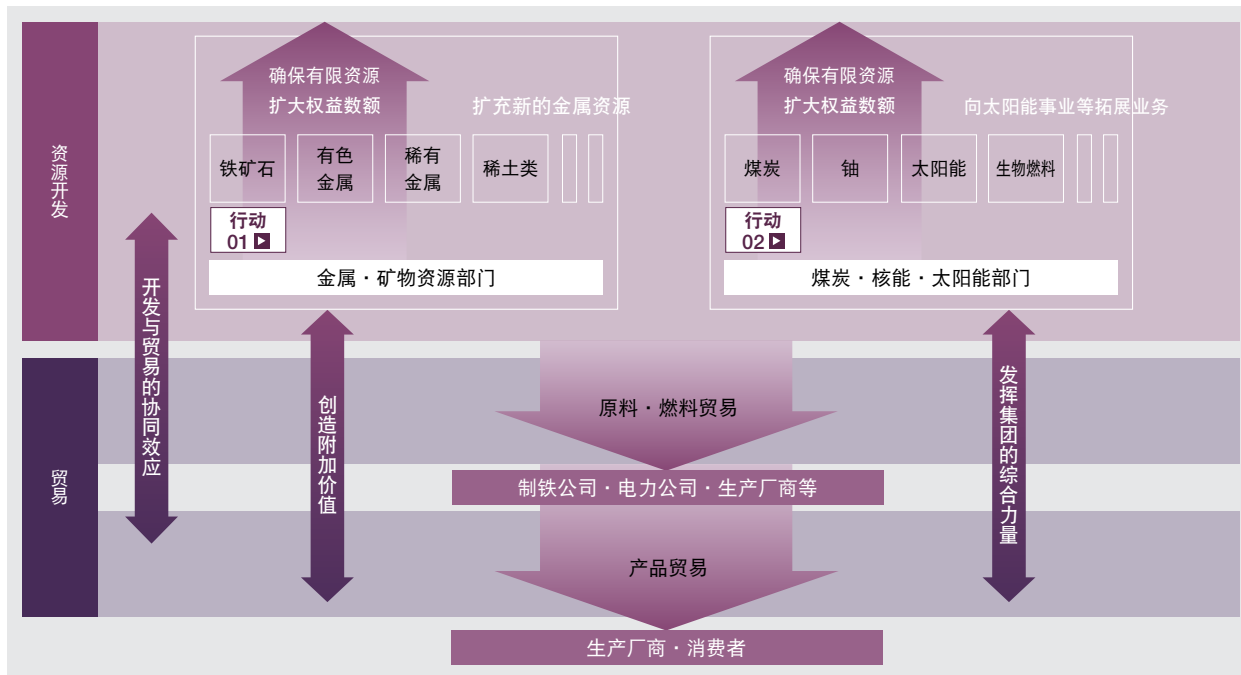 资源开发
确保有限资源
扩大权益数额
扩充新的金属资源
铁矿石
有色
金属
稀有
金属
稀土类
行动
01
金属·矿物资源部门
确保有限资源
扩大权益数额
向太阳能事业等拓展业务
煤炭
铀
太阳能
生物燃料
行动
02
煤炭·核能·太阳能部门
开发与贸易的协同效应
创造附加价值
发挥集团的综合力量
贸易
原料·燃料贸易
制铁公司·电力公司·生产厂商等
产品贸易
生产厂商·消费者